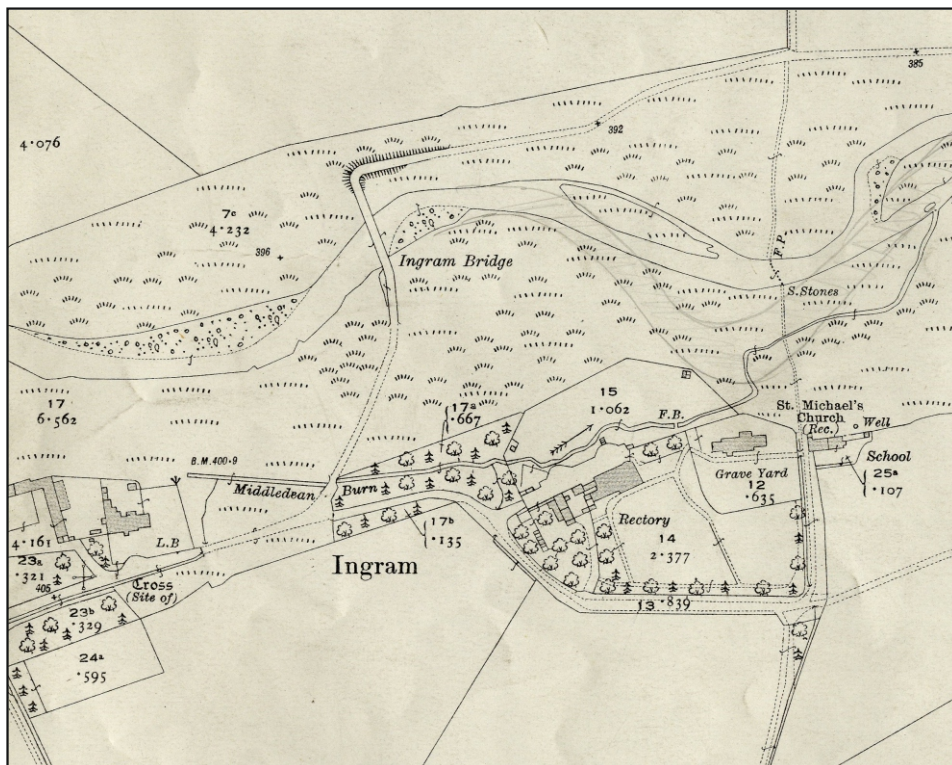 385
392
4·076
7c
4·232
396
Ingram Bridge
F.P.
S.Stones
17
6·562
17a
·667
15
1·062
F.B.
St. Michael's
Church
(Rec.)
Well
School
25a
·107
B.M.400·9
Middledean
Burn
Grave Yard
12
·635
Rectory
14
2·377
17b
·135
L.B
4·161
23a
·321
405
Cross
(Site of)
Ingram
13 ·839
23b
·329
24a
·595